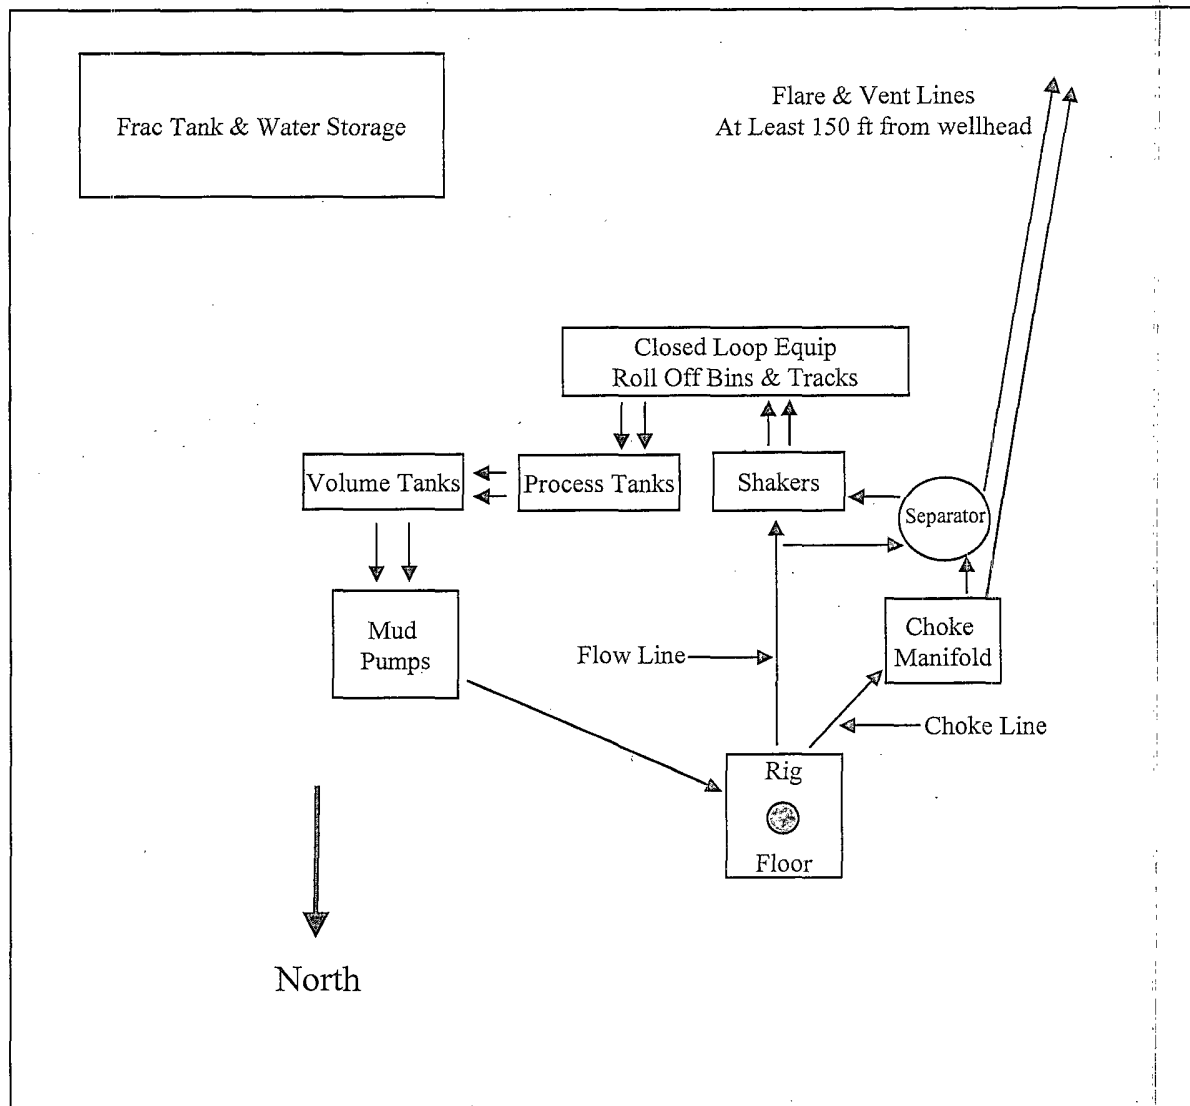 Flare & Vent Lines
At Least 150 ft from wellhead
Frac Tank & Water Storage
Closed Loop Equip
Roll Off Bins & Tracks
Volume Tanks
Process Tanks
Shakers
Separator
Mud
Pumps
Flow Line
Choke
Manifold
Choke Line
Rig
Floor
North